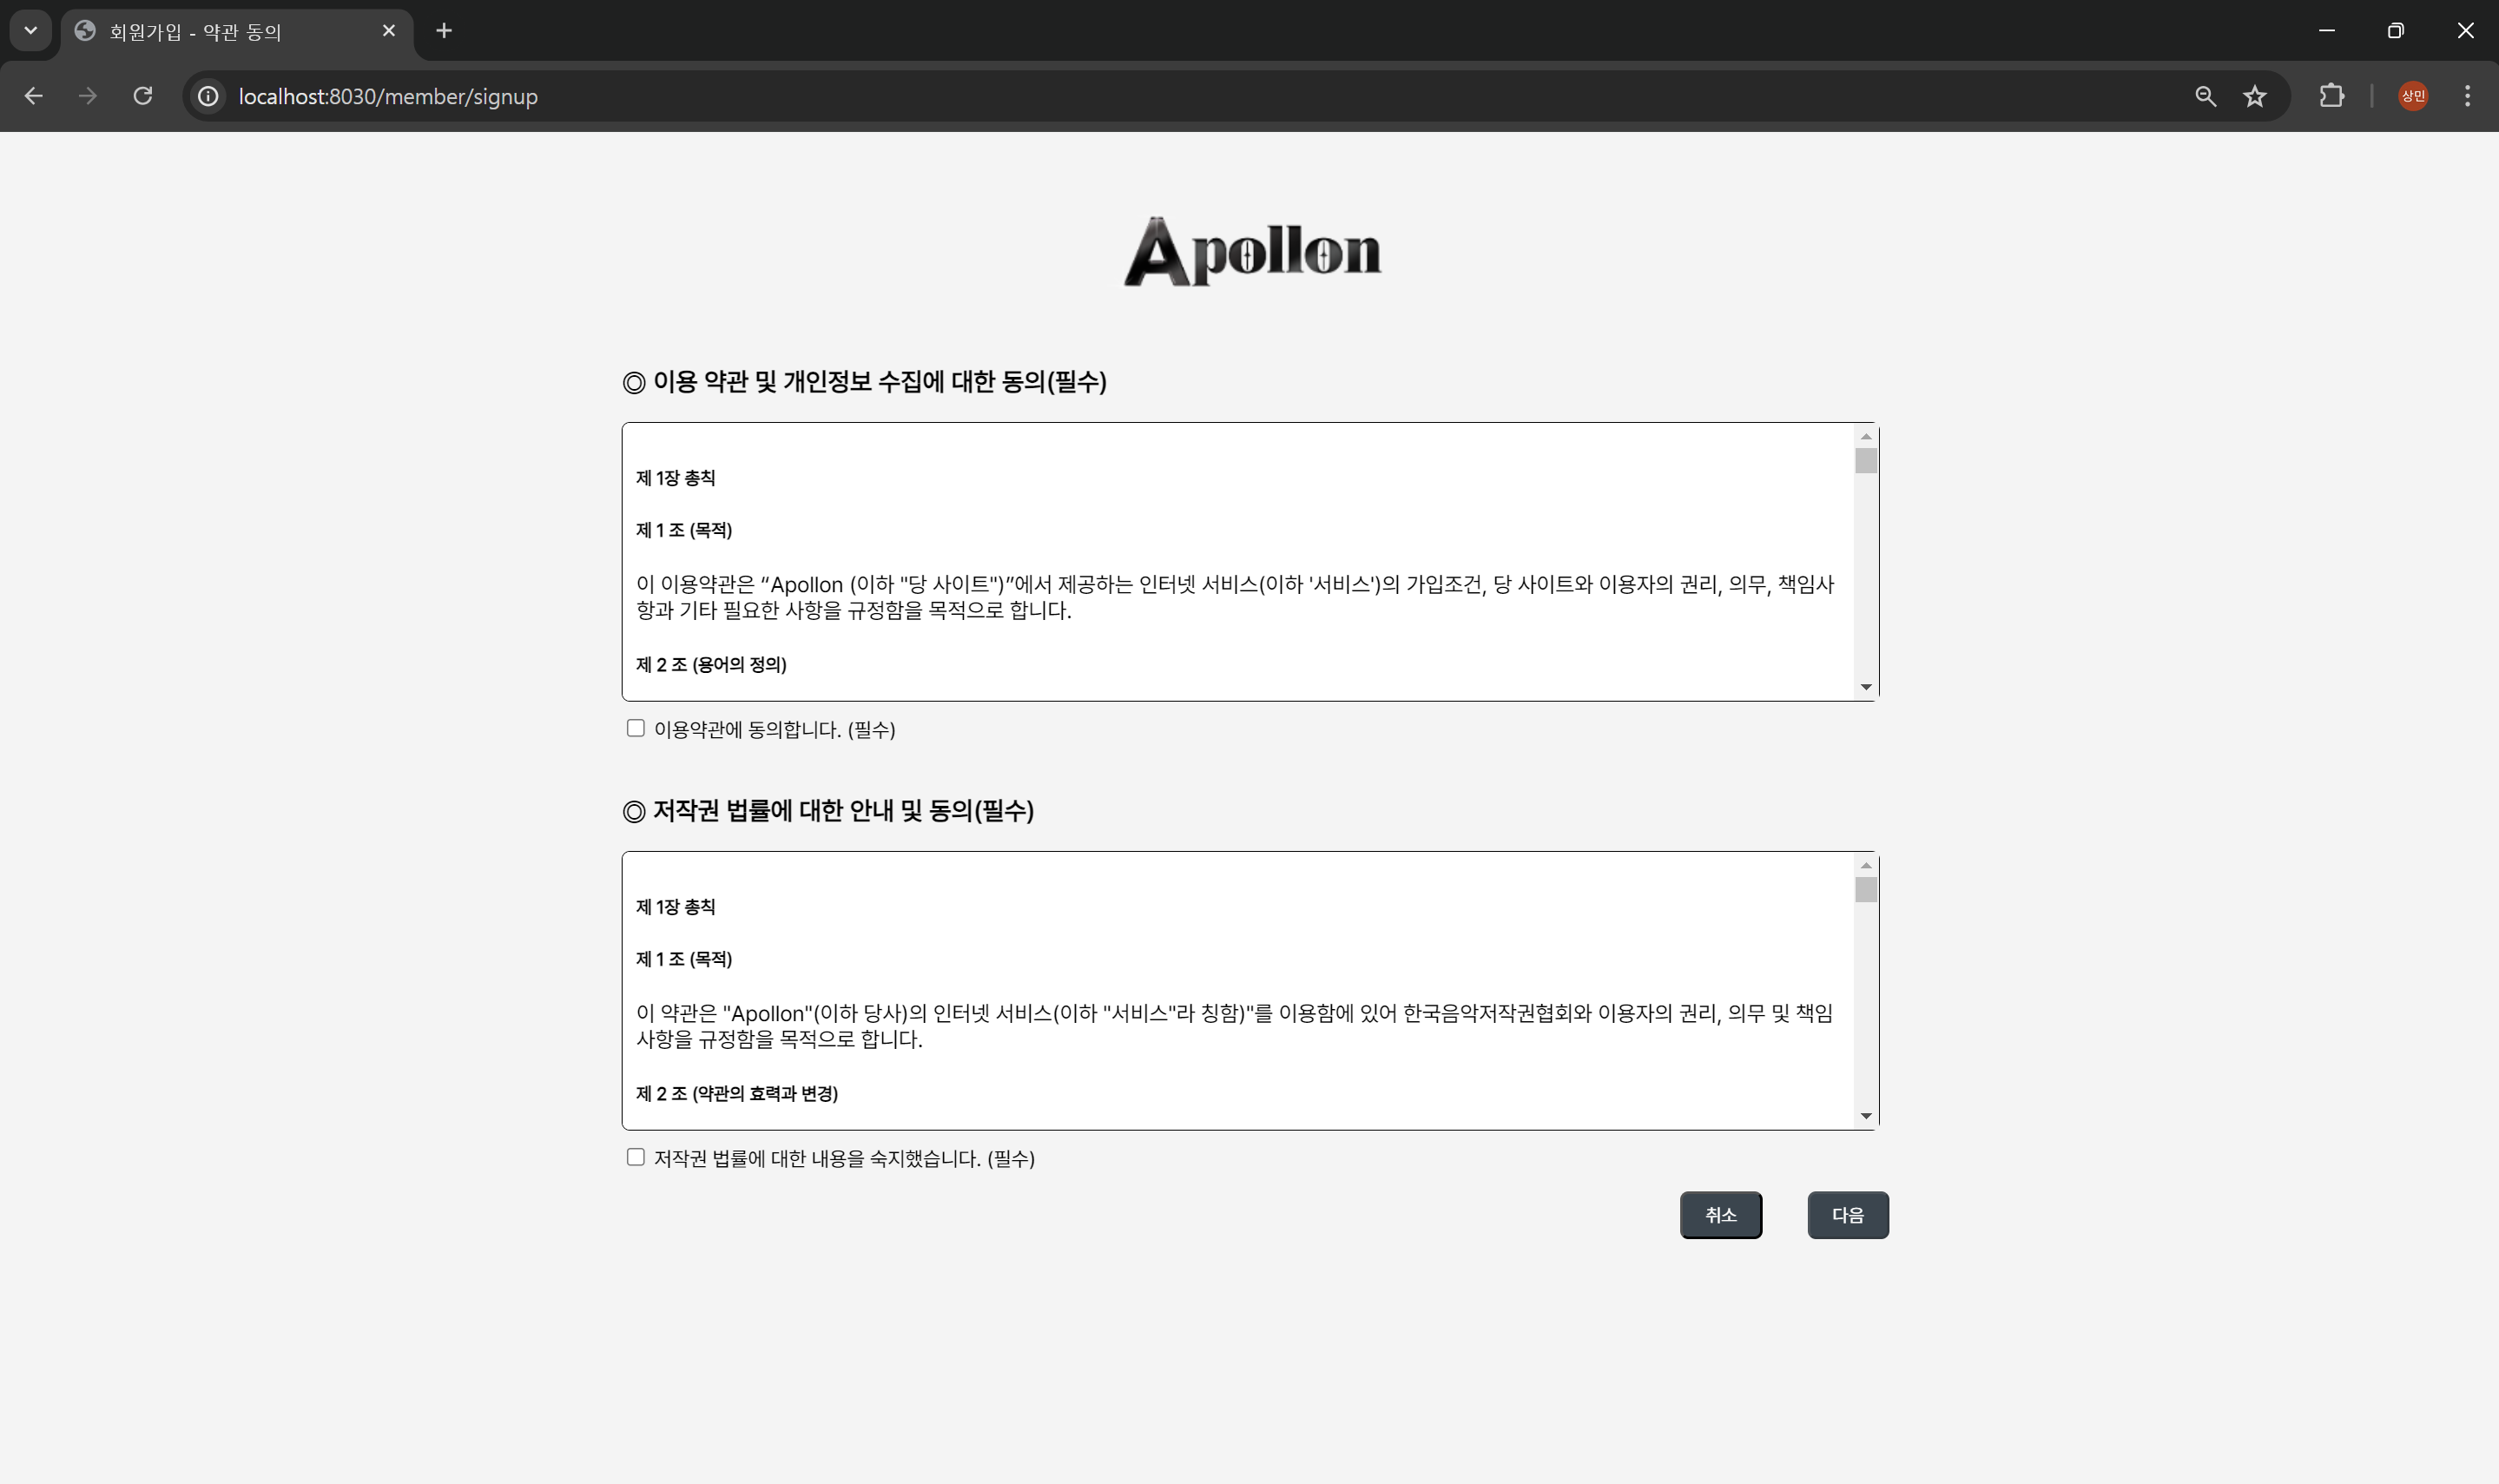 회원가입 - 약관 동의
localhost:8030/member/signup
상민
Apollon
◎ 이용 약관 및 개인정보 수집에 대한 동의(필수)
제 1장 총칙
제 1 조 (목적)
이 이용약관은 “Apollon (이하 "당 사이트")”에서 제공하는 인터넷 서비스(이하 '서비스')의 가입조건, 당 사이트와 이용자의 권리, 의무, 책임사
항과 기타 필요한 사항을 규정함을 목적으로 합니다.
제 2 조 (용어의 정의)
이용약관에 동의합니다. (필수)
◎ 저작권 법률에 대한 안내 및 동의(필수)
제 1장 총칙
제 1 조 (목적)
이 약관은 "Apollon"(이하 당사)의 인터넷 서비스(이하 "서비스"라 칭함)"를 이용함에 있어 한국음악저작권협회와 이용자의 권리, 의무 및 책임
사항을 규정함을 목적으로 합니다.
제 2 조 (약관의 효력과 변경)
저작권 법률에 대한 내용을 숙지했습니다. (필수)
취소 다음